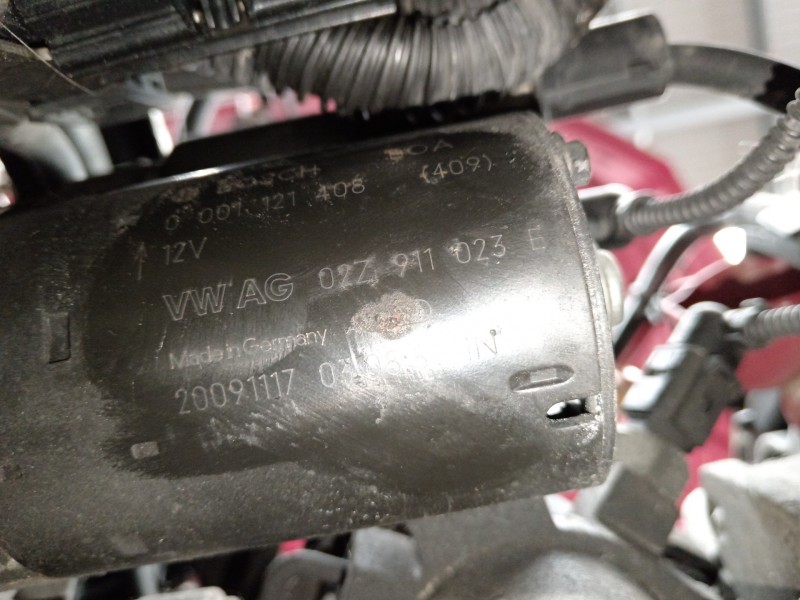 BOSCH
0 001 121 408 (409)
12V
VW AG 02Z 911 023 E
Made in Germany
20091117